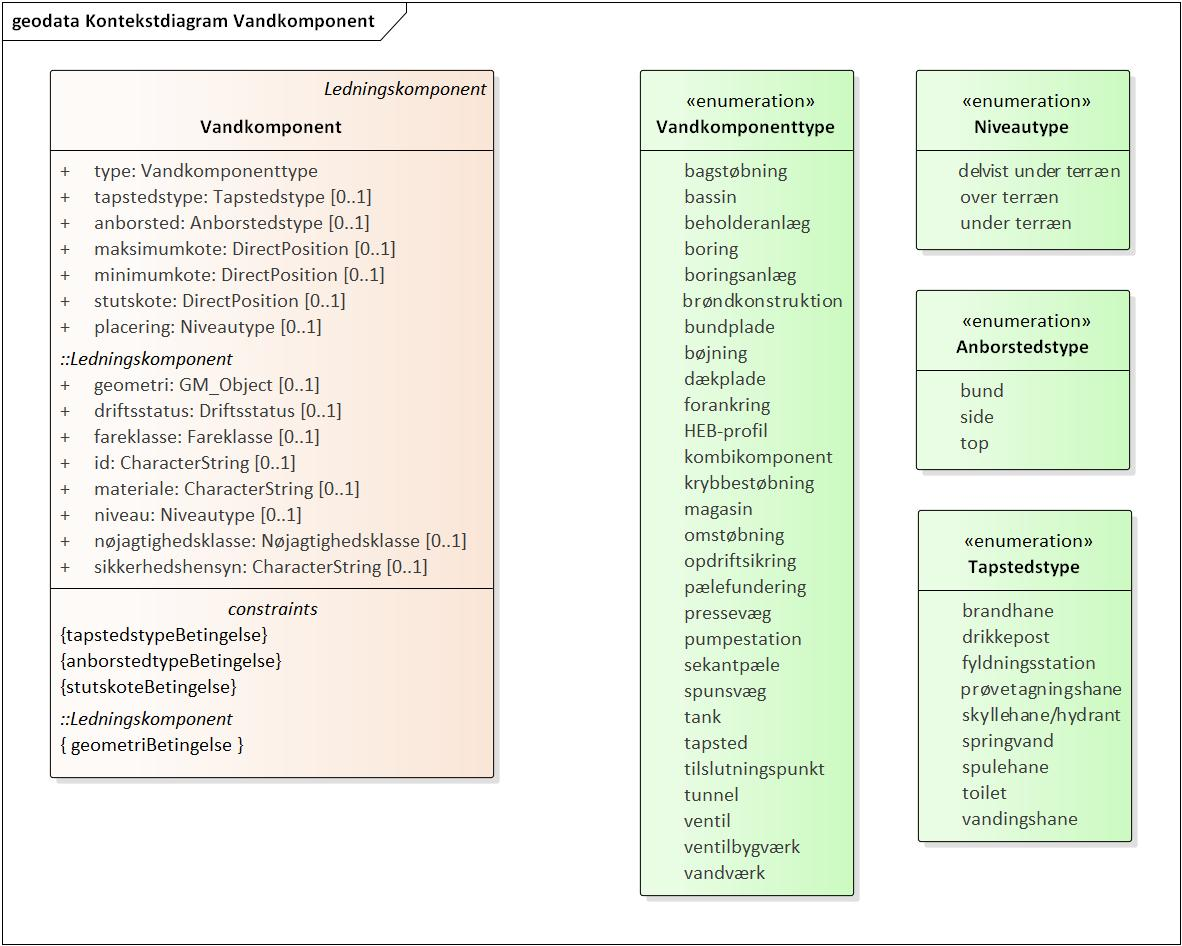 geodata Kontekstdiagram Vandkomponent
Ledningskomponent
Vandkomponent
+ type: Vandkomponenttype
+ tapstedstype: Tapstedstype [0..1]
+ anborsted: Anborstedstype [0..1]
+ maksimumkote: DirectPosition [0..1]
+ minimumkote: DirectPosition [0..1]
+ stutskote: DirectPosition [0..1]
+ placering: Niveautype [0..1]
::Ledningskomponent
+ geometri: GM_Object [0..1]
+ driftsstatus: Driftsstatus [0..1]
+ fareklasse: Fareklasse [0..1]
+ id: CharacterString [0..1]
+ materiale: CharacterString [0..1]
+ niveau: Niveautype [0..1]
+ nøjagtighedsklasse: Nøjagtighedsklasse [0..1]
+ sikkerhedshensyn: CharacterString [0..1]
constraints
{tapstedstypeBetingelse}
{anborstedtypeBetingelse}
{stutskoteBetingelse}
::Ledningskomponent
{ geometriBetingelse }
«enumeration»
Vandkomponenttype
bagstøbning
bassin
beholderanlæg
boring
boringsanlæg
brøndkonstruktion
bundplade
bøjning
dækplade
forankring
HEB-profil
kombikomponent
krybbestøbning
magasin
omstøbning
opdriftsikring
pælefundering
pressevæg
pumpestation
sekantpæle
spunsvæg
tank
tapsted
tilslutningspunkt
tunnel
ventil
ventilbygværk
vandværk
«enumeration»
Niveautype
delvist under terræn
over terræn
under terræn
«enumeration»
Anborstedstype
bund
side
top
«enumeration»
Tapstedstype
brandhane
drikkepost
fyldningsstation
prøvetagningshane
skyllehane/hydrant
springvand
spulehane
toilet
vandingshane